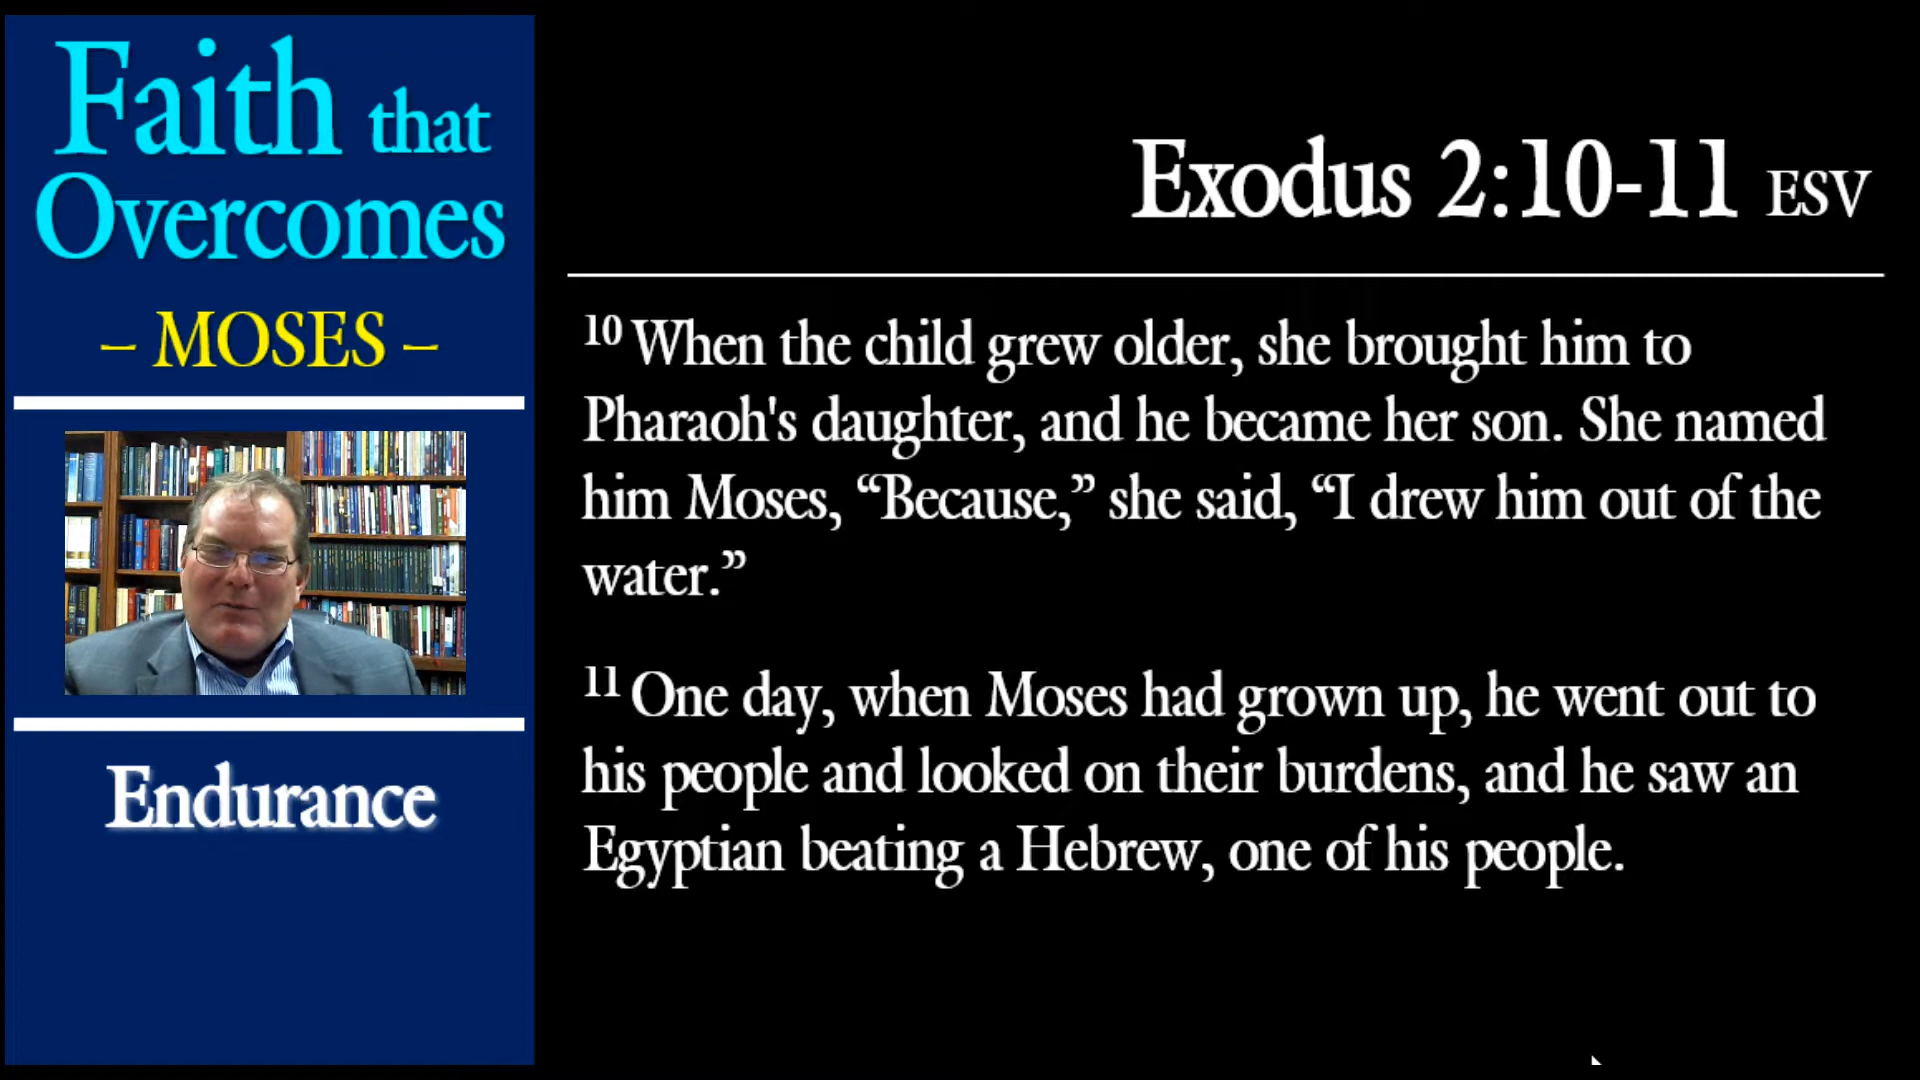 Faith that
Overcomes
– MOSES –
Endurance
Exodus 2:10-11 ESV
10 When the child grew older, she brought him to
Pharaoh's daughter, and he became her son. She named
him Moses, “Because,” she said, “I drew him out of the
water.”
11 One day, when Moses had grown up, he went out to
his people and looked on their burdens, and he saw an
Egyptian beating a Hebrew, one of his people.